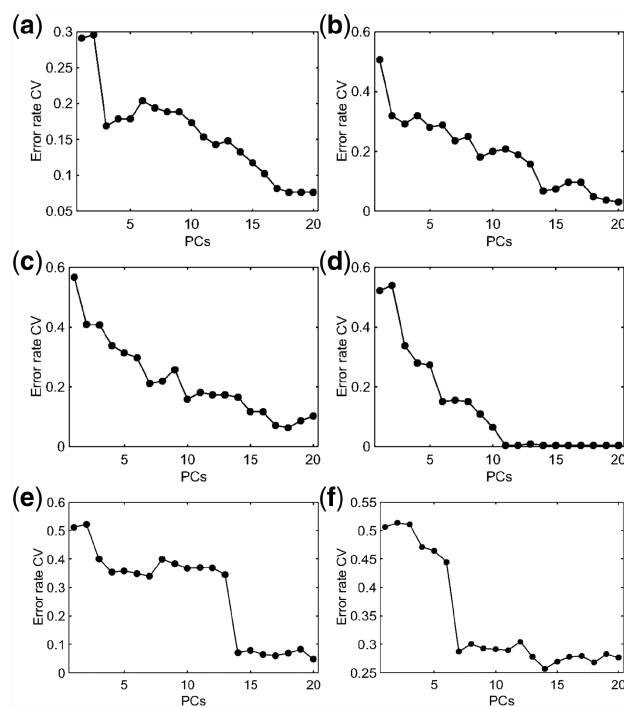 (a)
0.3
0.25
0.2
0.15
0.1
0.05
Error rate CV
5 10 15 20
PCs
(b)
0.6
0.4
0.2
0
Error rate CV
5 10 15 20
PCs
(c)
0.6
0.4
0.2
0
Error rate CV
5 10 15 20
PCs
(d)
0.6
0.4
0.2
0
Error rate CV
5 10 15 20
PCs
(e)
0.6
0.5
0.4
0.3
0.2
0.1
0
Error rate CV
5 10 15 20
PCs
(f)
0.55
0.5
0.45
0.4
0.35
0.3
0.25
Error rate CV
5 10 15 20
PCs